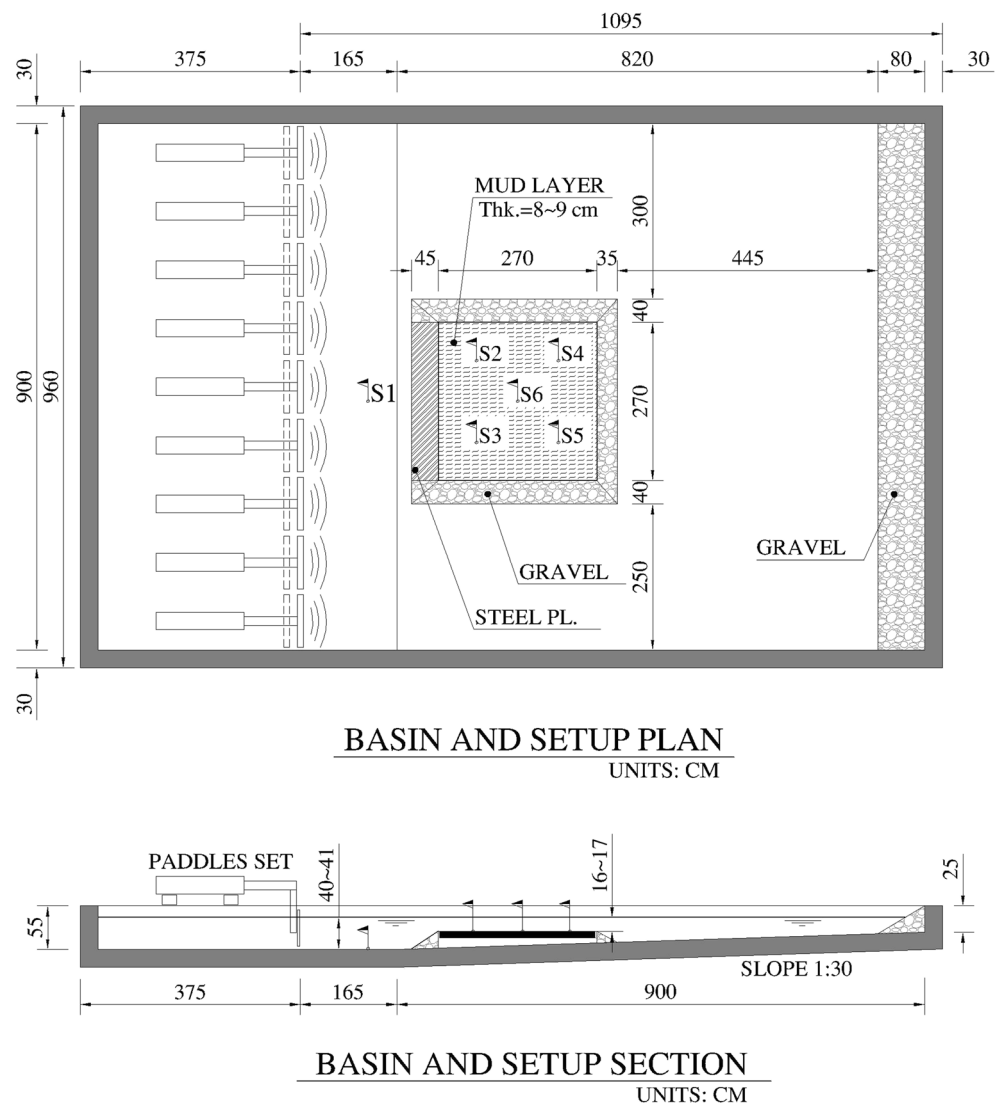 1095
375 165 820 80 30
30
MUD LAYER
Thk.=8~9 cm
300
45 270 35 445
40
S2 S4
900 960 S1 S6 270
S3 S5
40
GRAVEL
GRAVEL
250
STEEL PL.
30
BASIN AND SETUP PLAN
UNITS: CM
PADDLES SET 40~41 16~17 25
55
SLOPE 1:30
375 165 900
BASIN AND SETUP SECTION
UNITS: CM